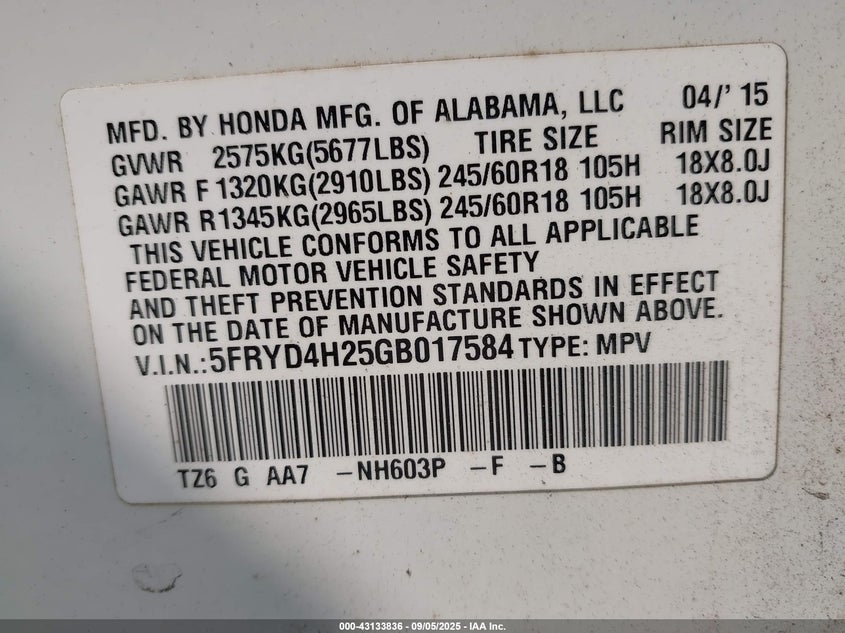 MFD. BY HONDA MFG. OF ALABAMA, LLC 04/' 15
GVWR 2575KG(5677LBS) TIRE SIZE RIM SIZE
GAWR F 1320KG(2910LBS) 245/60R18 105H 18X8.0J
GAWR R1345KG(2965LBS) 245/60R18 105H 18X8.0J
THIS VEHICLE CONFORMS TO ALL APPLICABLE
FEDERAL MOTOR VEHICLE SAFETY
AND THEFT PREVENTION STANDARDS IN EFFECT
ON THE DATE OF MANUFACTURE SHOWN ABOVE.
V.I.N.: 5FRYD4H25GB017584 TYPE: MPV
TZ6 G AA7 -NH603P -F -B
000-43133836 - 09/05/2025 - IAA Inc.